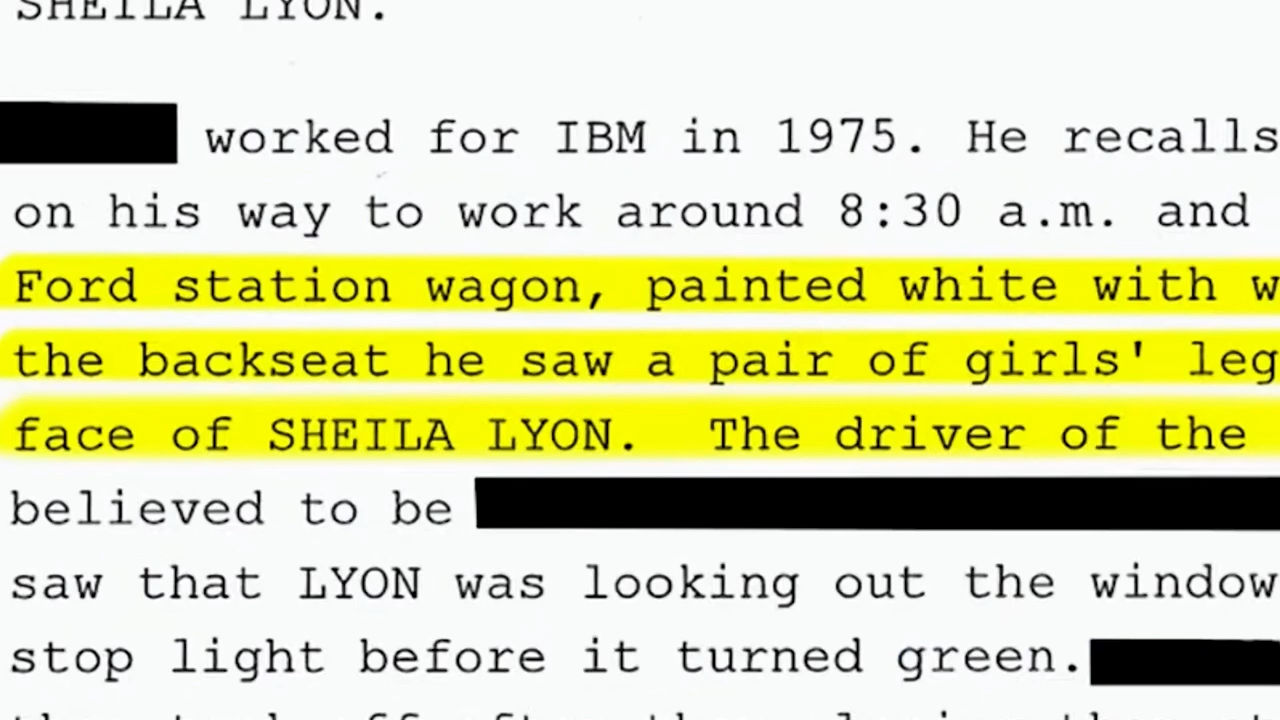 SHEILA LYON.
worked for IBM in 1975. He recalls
on his way to work around 8:30 a.m. and
Ford station wagon, painted white with w
the backseat he saw a pair of girls' leg
face of SHEILA LYON. The driver of the
believed to be
saw that LYON was looking out the window
stop light before it turned green.